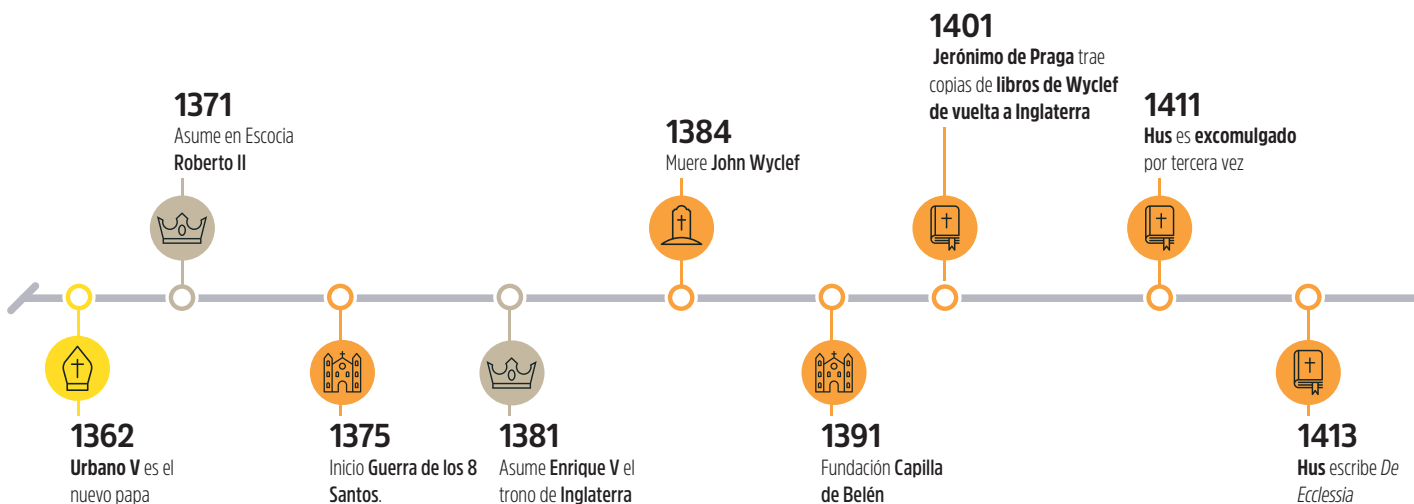 1362
Urbano V es el
nuevo papa
1371
Asume en Escocia
Roberto II
1375
Inicio Guerra de los 8
Santos.
1381
Asume Enrique V el
trono de Inglaterra
1384
Muere John Wyclef
1391
Fundación Capilla
de Belén
1401
Jerónimo de Praga trae
copias de libros de Wyclef
de vuelta a Inglaterra
1411
Hus es excomulgado
por tercera vez
1413
Hus escribe De
Ecclessia